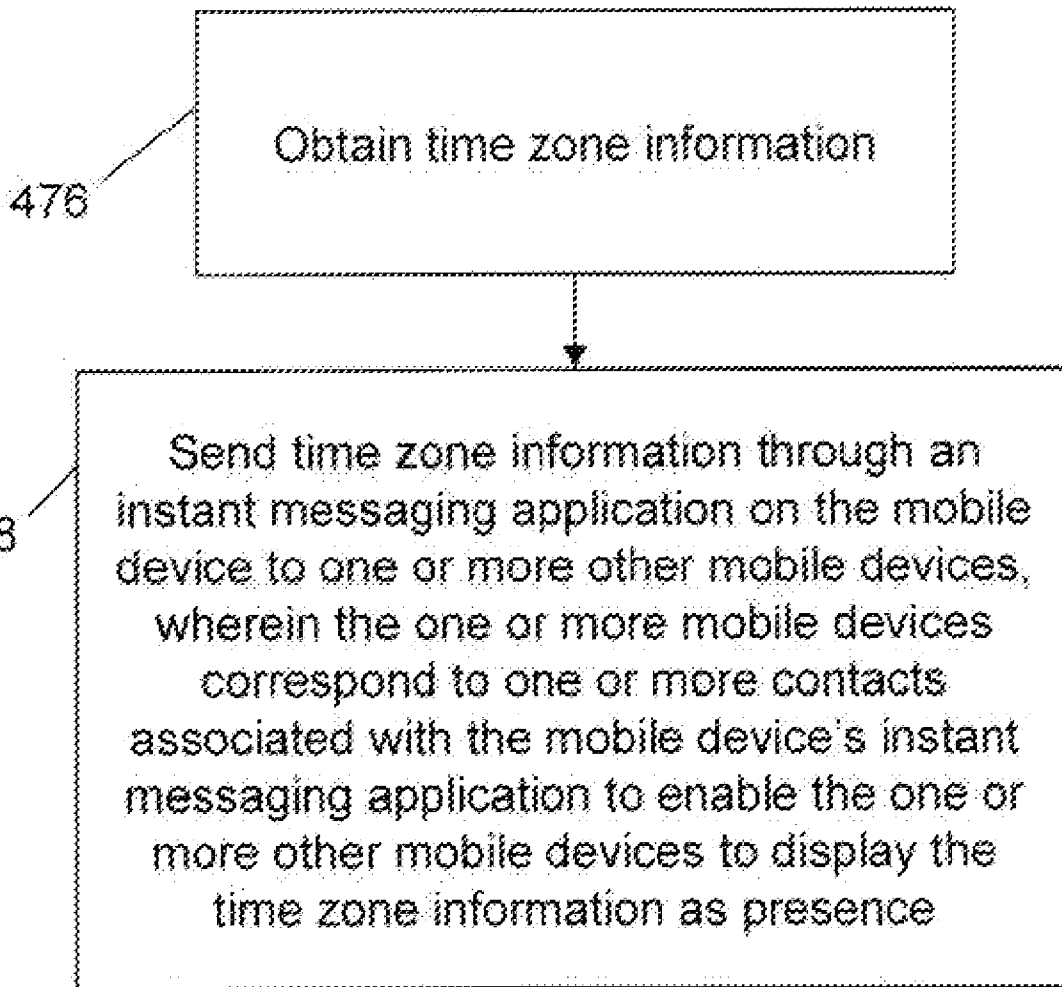 Obtain time zone information
476
Send time zone information through an
instant messaging application on the mobile
device to one or more other mobile devices,
wherein the one or more mobile devices
correspond to one or more contacts
associated with the mobile device's instant
messaging application to enable the one or
more other mobile devices to display the
time zone information as presence
8